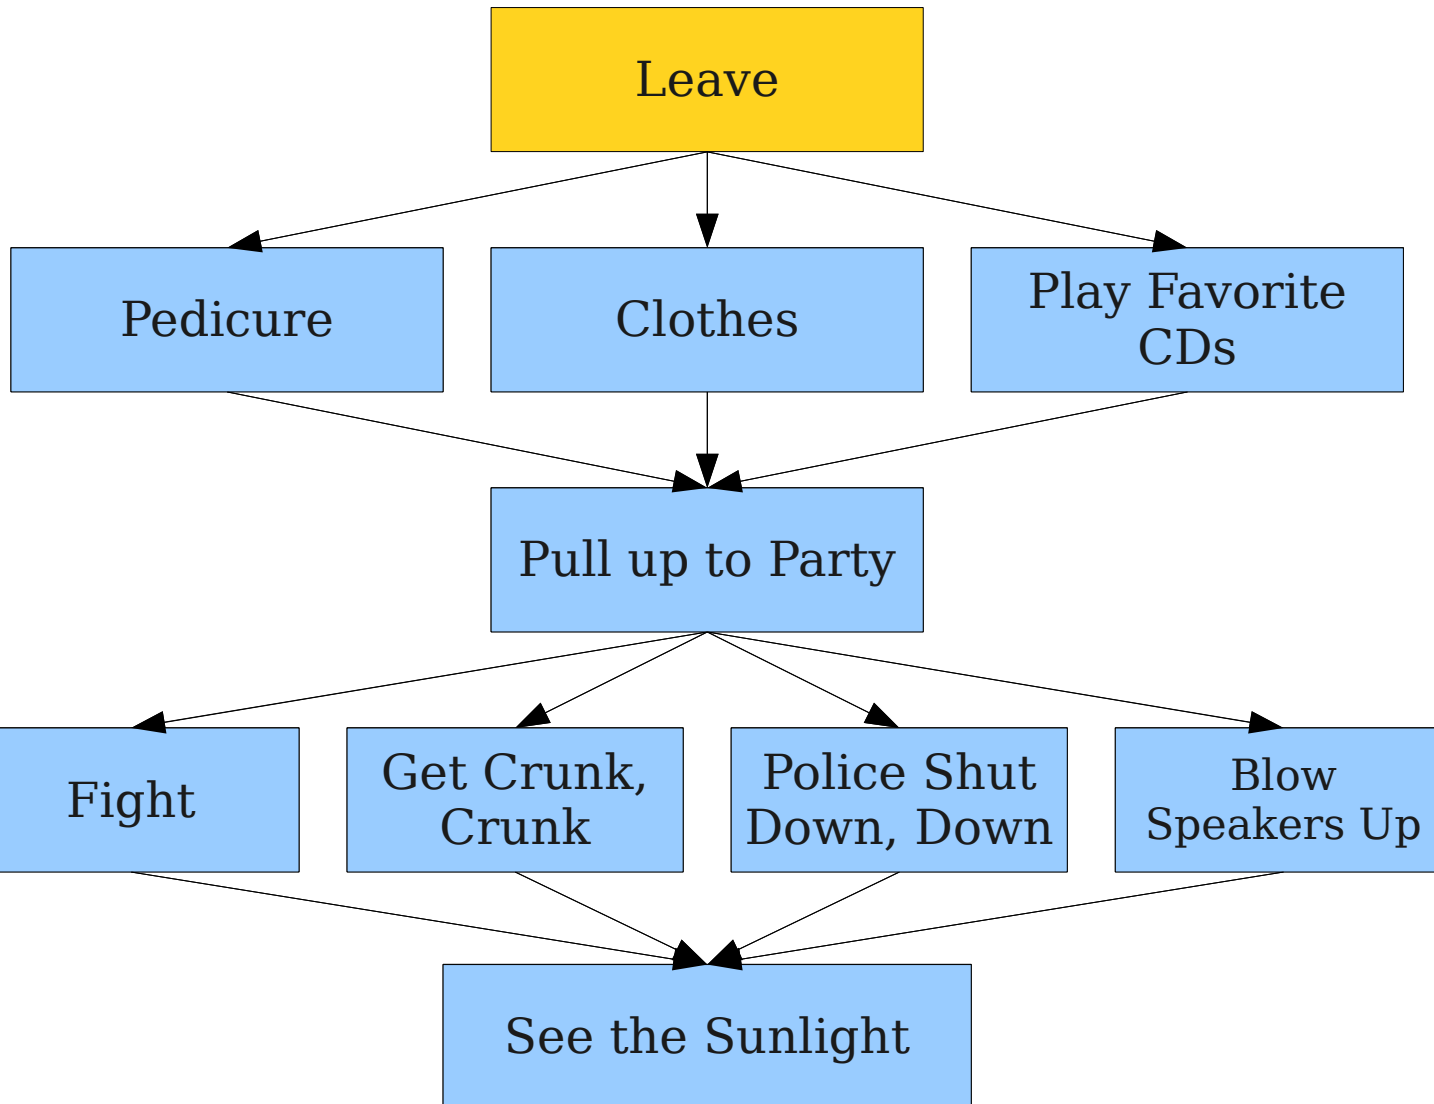 Leave
Pedicure
Clothes
Play Favorite
CDs
Pull up to Party
Fight
Get Crunk,
Crunk
Police Shut
Down, Down
Blow
Speakers Up
See the Sunlight